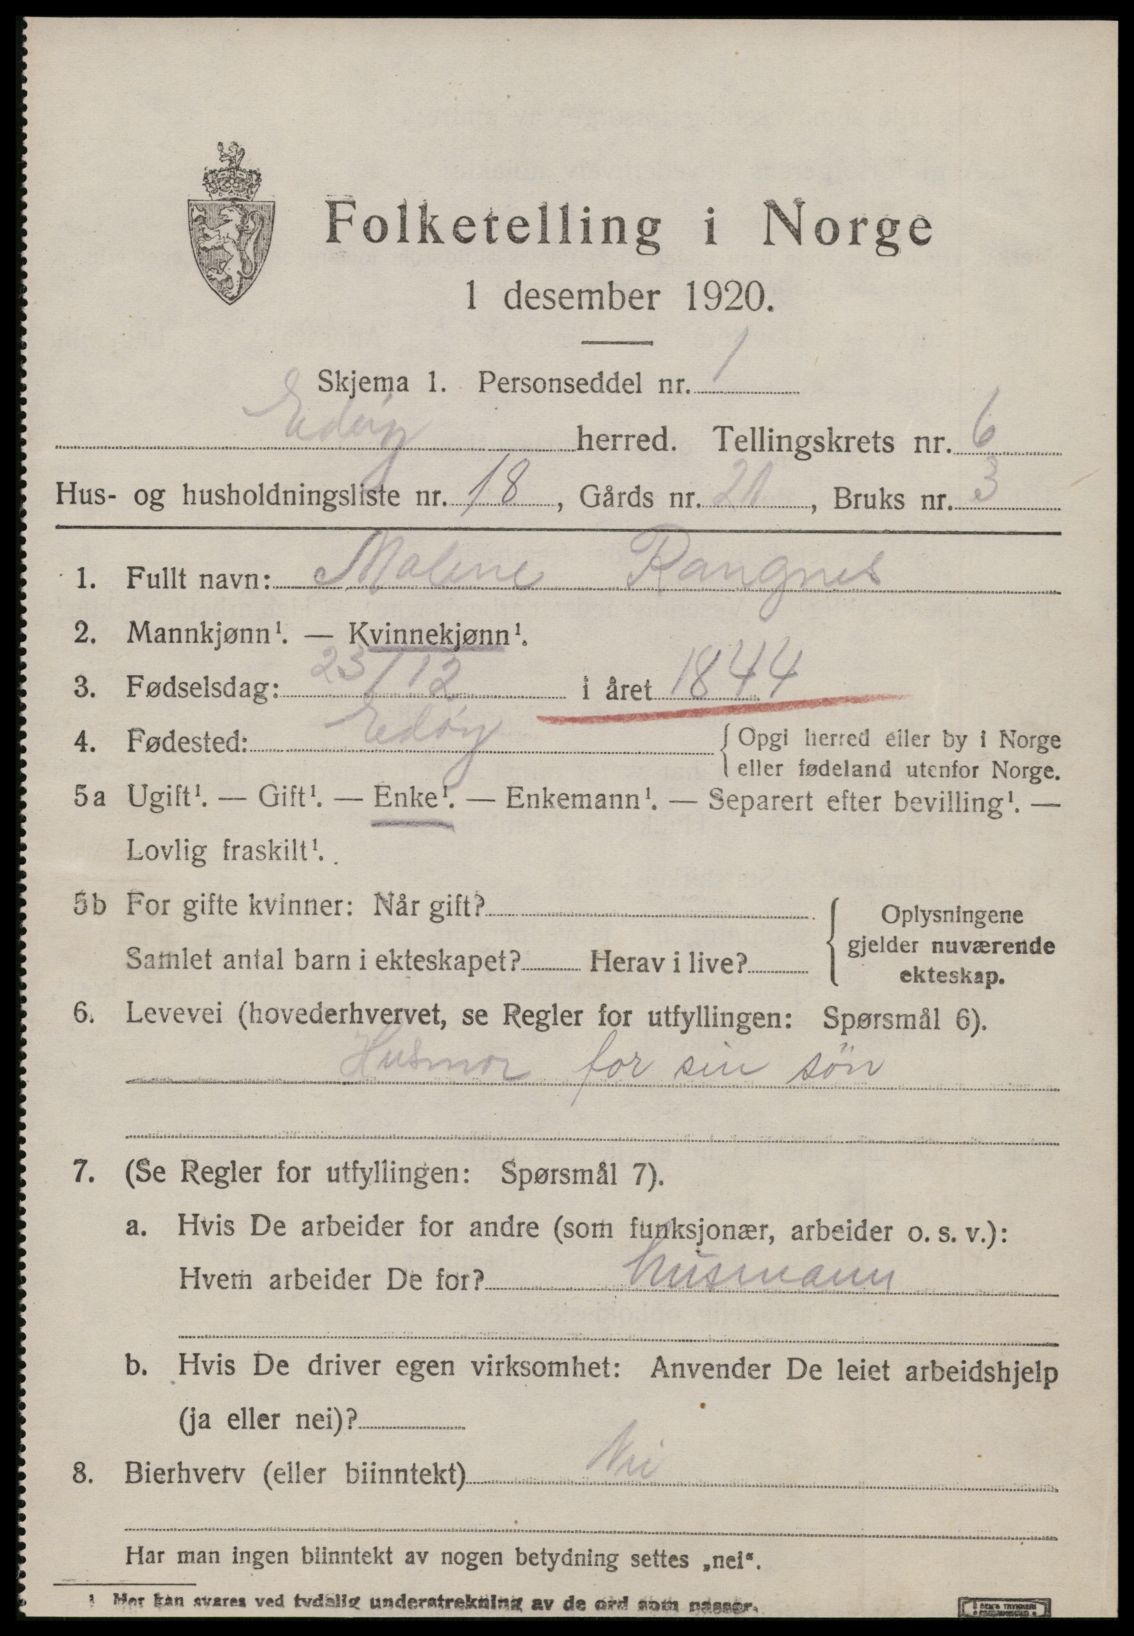 Folketelling i Norge
1 desember 1920.
Skjema 1. Personseddel nr. 1
Edøy herred. Tellingskrets nr. 6
Hus- og husholdningsliste nr. 18, Gårds nr. 21, Bruks nr. 3
1. Fullt navn: Malene Rangnes
2. Mannkjønn¹. — Kvinnekjønn¹.
3. Fødselsdag: 23/12 i året 1844
4. Fødested: Edøy { Opgi herred eller by i Norge
eller fødeland utenfor Norge.
5a Ugift¹. — Gift¹. — Enke¹. — Enkemann¹. — Separert efter bevilling¹. —
Lovlig fraskilt¹.
5b For gifte kvinner: Når gift? { Oplysningene
gjelder nuværende
Samlet antal barn i ekteskapet? Herav i live?
ekteskap.
6. Levevei (hovederhvervet, se Regler for utfyllingen: Spørsmål 6).
Husmor for sin søn
7. (Se Regler for utfyllingen: Spørsmål 7).
a. Hvis De arbeider for andre (som funksjonær, arbeider o. s. v.):
Hvem arbeider De for? husmann
b. Hvis De driver egen virksomhet: Anvender De leiet arbeidshjelp
(ja eller nei)?
8. Bierhverv (eller biinntekt) Nei
Har man ingen biinntekt av nogen betydning settes „nei“.
¹ Her kan svares ved tydelig understrekning av de ord som passer.